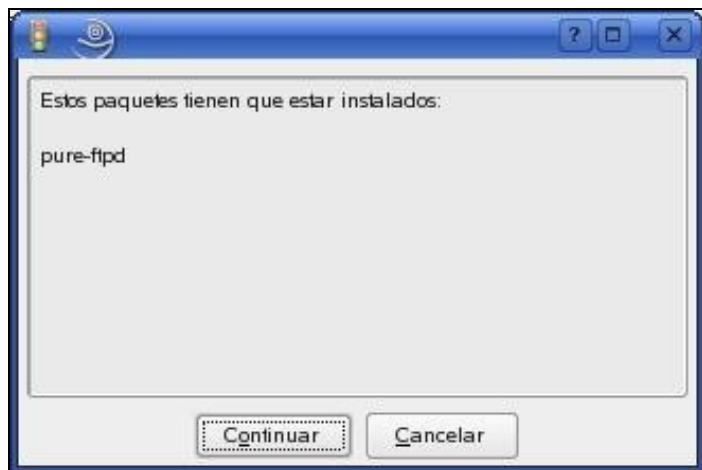 Estos paquetes tienen que estar instalados:
pure-ftpd
Continuar
Cancelar